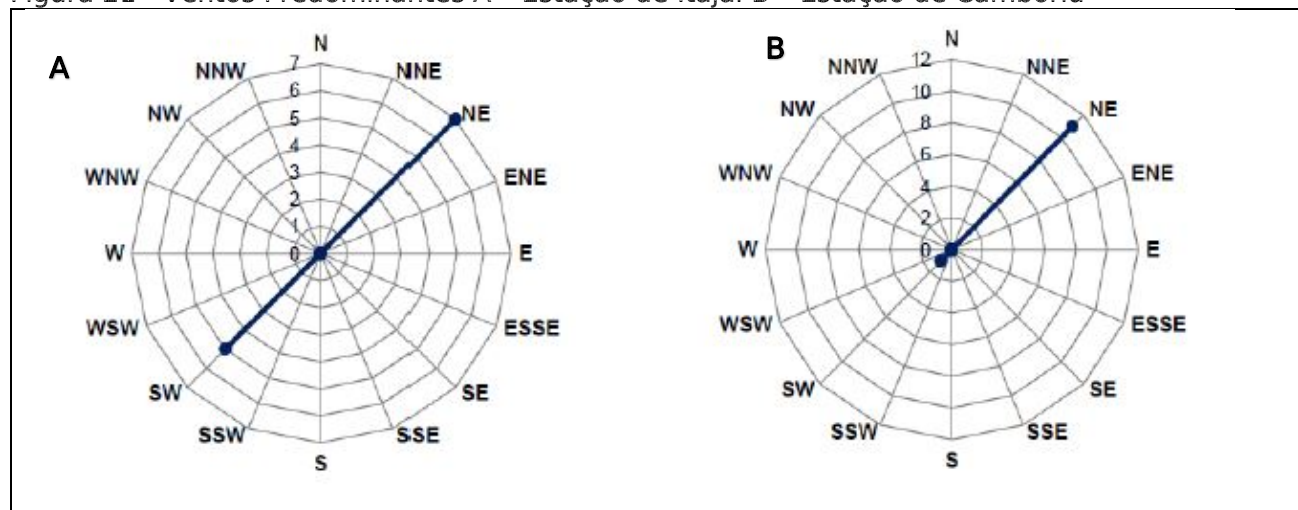 Figura Ventos Predominantes A – Estação de Itajaí B – Estação de Camboriú
A
N
NNW
7
NNE
6
NW
5
NE
4
WNW
3
ENE
2
1
W
0
E
WSW
ESSE
SW
SE
SSW
SSE
S
B
N
NNW
12
NNE
10
NW
NE
8
6
WNW
ENE
4
2
W
0
E
WSW
ESSE
SW
SE
SSW
SSE
S